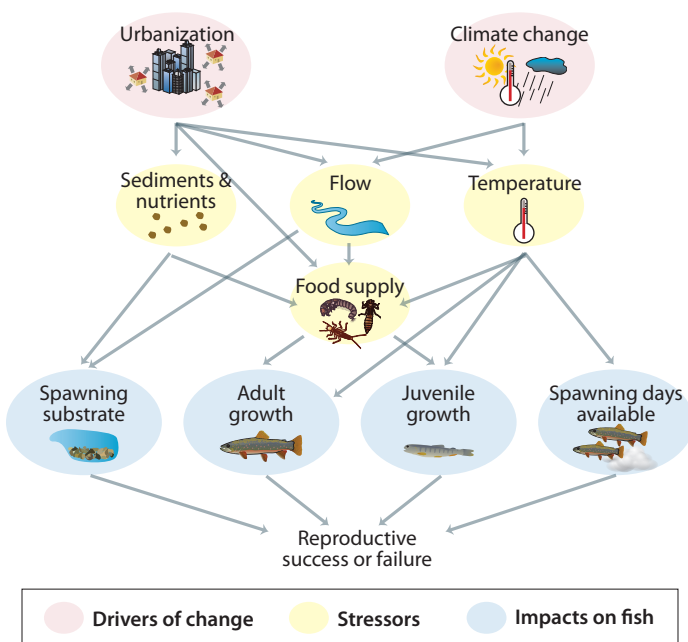 Urbanization
Climate change
Sediments &
nutrients
Flow
Temperature
Food supply
Spawning
substrate
Adult
growth
Juvenile
growth
Spawning days
available
Reproductive
success or failure
Drivers of change
Stressors
Impacts on fish